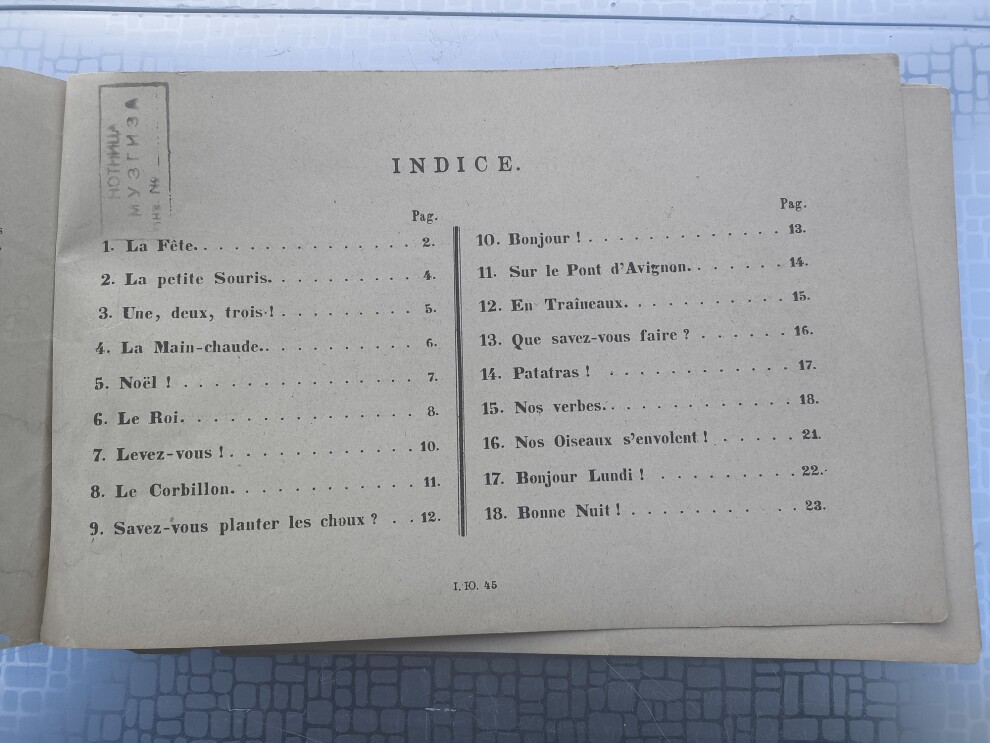 НОТНИЦА
МУЗГИЗА
INDICE.
Pag.
1. La Fête. . . . . . . . . . . . . . 2.
2. La petite Souris. . . . . . . . . 4.
3. Une, deux, trois ! . . . . . . . . . 5.
4. La Main-chaude. . . . . . . . . . 6.
5. Noël ! . . . . . . . . . . . . . . 7.
6. Le Roi. . . . . . . . . . . . . . 8.
7. Levez-vous ! . . . . . . . . . . . 10.
8. Le Corbillon. . . . . . . . . . . 11.
9. Savez-vous planter les choux ? . . 12.
Pag.
10. Bonjour ! . . . . . . . . . . . . 13.
11. Sur le Pont d'Avignon. . . . . . . 14.
12. En Traîneaux. . . . . . . . . . 15.
13. Que savez-vous faire ? . . . . . . 16.
14. Patatras ! . . . . . . . . . . . 17.
15. Nos verbes. . . . . . . . . . . . 18.
16. Nos Oiseaux s'envolent ! . . . . . 21.
17. Bonjour Lundi ! . . . . . . . . 22.
18. Bonne Nuit ! . . . . . . . . . . 23.
I. Ю. 45